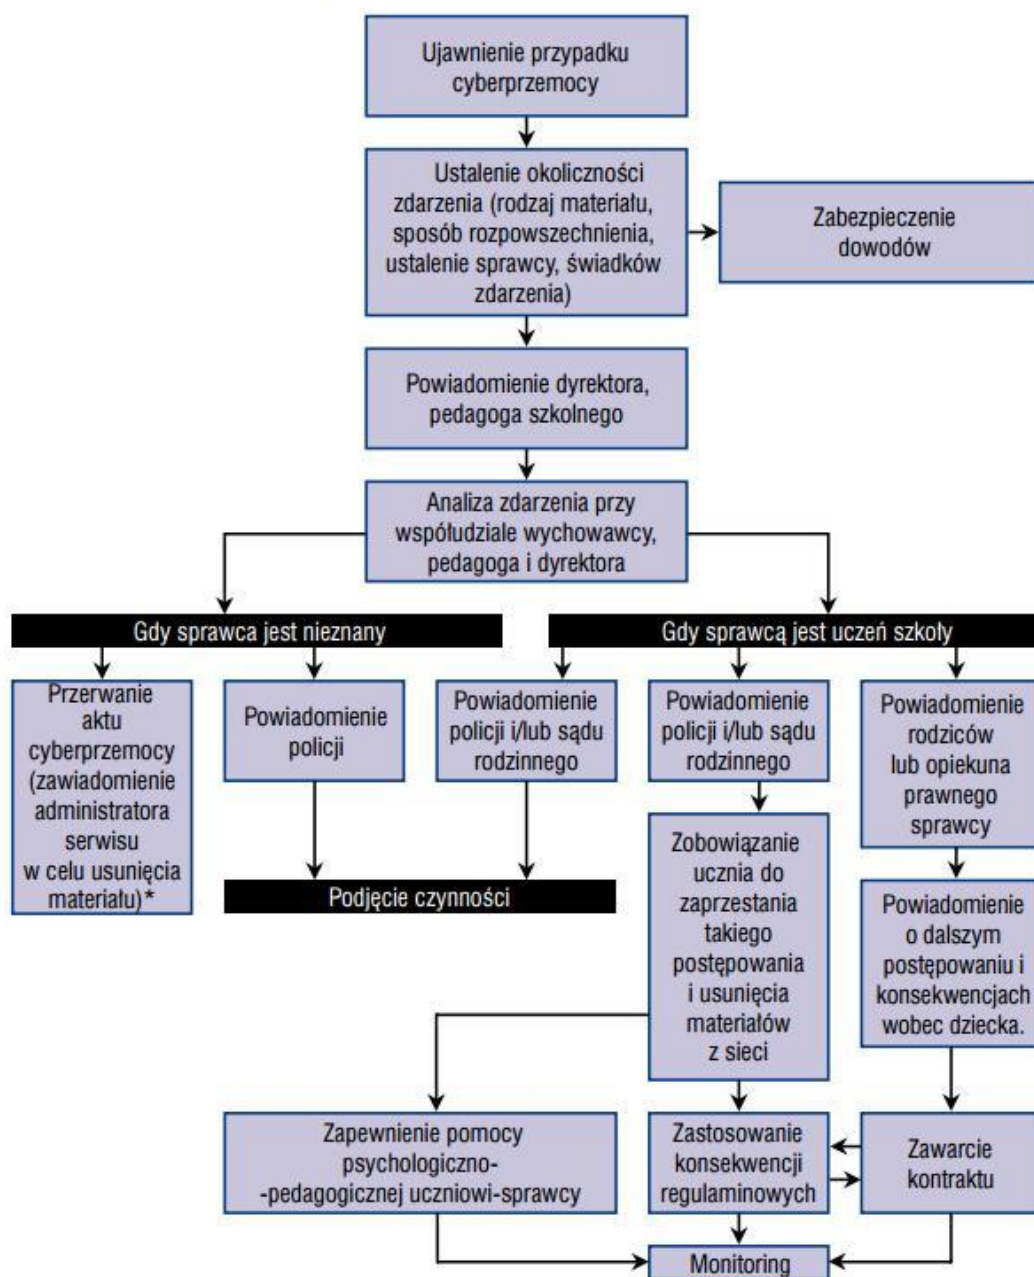 Ujawnienie przypadku
cyberprzemocy
Ustalenie okoliczności
zdarzenia (rodzaj materiału,
sposób rozpowszechnienia,
ustalenie sprawcy, świadków
zdarzenia)
Zabezpieczenie
dowodów
Powiadomienie dyrektora,
pedagoga szkolnego
Analiza zdarzenia przy
współudziale wychowawcy,
pedagoga i dyrektora
Gdy sprawca jest nieznany
Gdy sprawcą jest uczeń szkoły
Przerwanie
aktu
cyberprzemocy
(zawiadomienie
administratora
serwisu
w celu usunięcia
materiału)*
Powiadomienie
policji
Powiadomienie
policji i/lub sądu
rodzinnego
Powiadomienie
policji i/lub sądu
rodzinnego
Powiadomienie
rodziców
lub opiekuna
prawnego
sprawcy
Podjęcie czynności
Zobowiązanie
ucznia do
zaprzestania
takiego
postępowania
i usunięcia
materiałów
z sieci
Powiadomienie
o dalszym
postępowaniu i
konsekwencjach
wobec dziecka.
Zapewnienie pomocy
psychologiczno-
-pedagogicznej uczniowi-sprawcy
Zastosowanie
konsekwencji
regulaminowych
Zawarcie
kontraktu
Monitoring